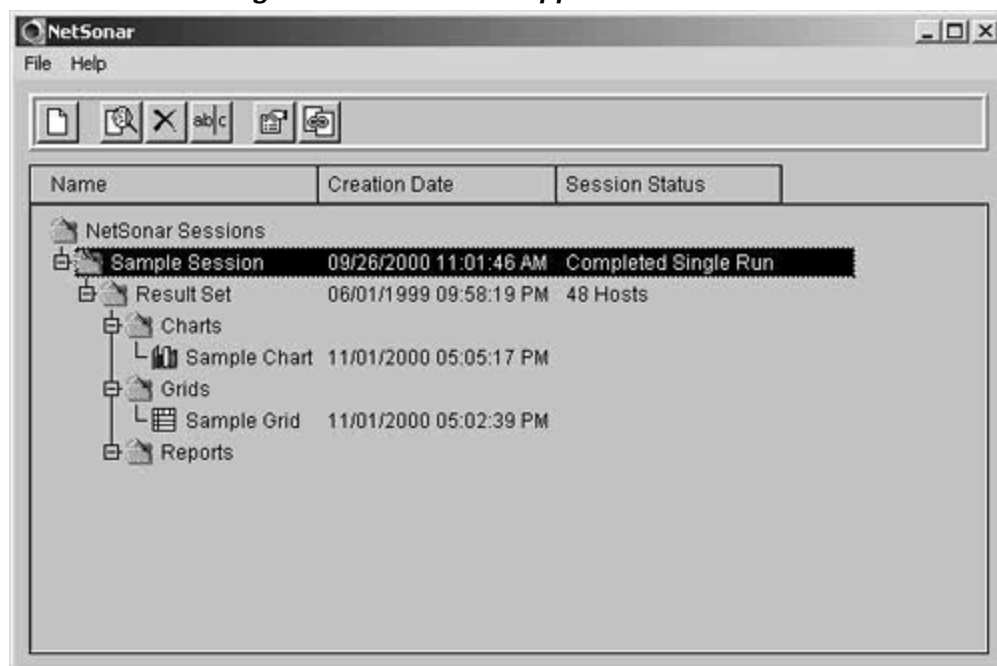 NetSonar
File Help
ab|c
Name Creation Date Session Status
NetSonar Sessions
Sample Session 09/26/2000 11:01:46 AM Completed Single Run
Result Set 06/01/1999 09:58:19 PM 48 Hosts
Charts
Sample Chart 11/01/2000 05:05:17 PM
Grids
Sample Grid 11/01/2000 05:02:39 PM
Reports